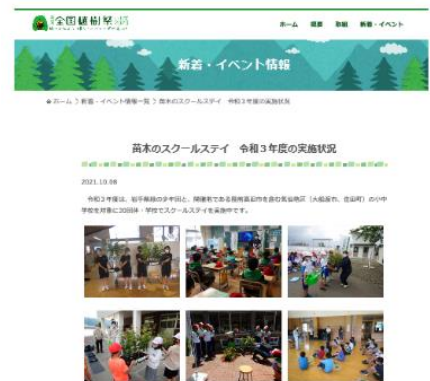 全国植樹祭
ホーム 概要 取組 新着・イベント
新着・イベント情報
ホーム 〉 新着・イベント情報一覧 〉 苗木のスクールステイ 令和3年度の実施状況
苗木のスクールステイ 令和3年度の実施状況
2021.10.08
令和3年度は、岩手県緑の少年団と、開催地である陸前高田市を含む気仙地区(大船渡市、住田町)の小中
学校を対象に30団体・学校でスクールステイを実施中です。